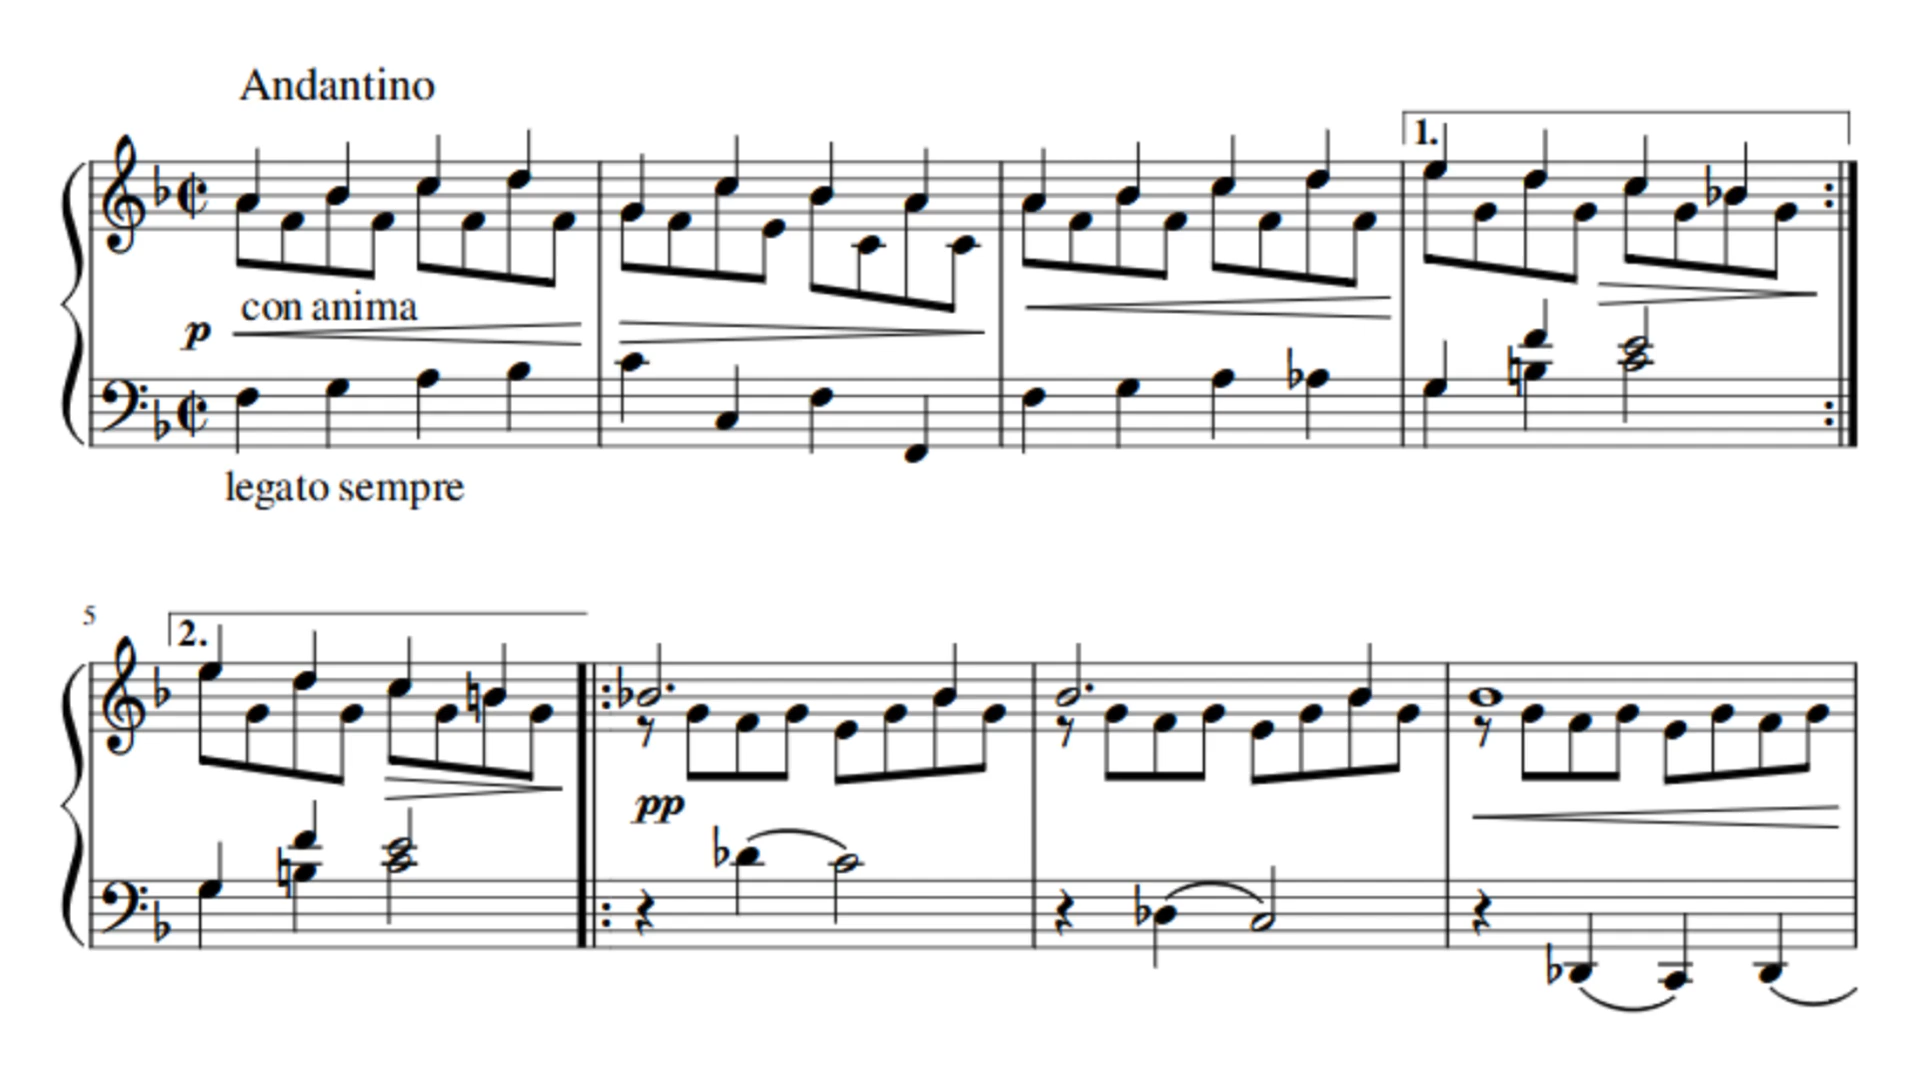 Andantino
1.
con anima
p
legato sempre
5
2.
pp